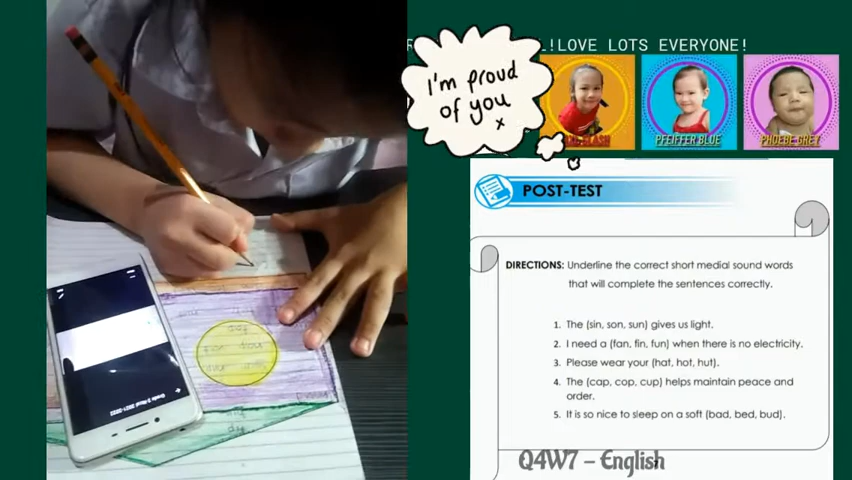 L!LOVE LOTS EVERYONE!
I'm proud
of you
x
PFEIFFER BLUE
PHOEBE GREY
POST-TEST
DIRECTIONS: Underline the correct short medial sound words
that will complete the sentences correctly.
1. The (sin, son, sun) gives us light.
2. I need a (fan, fin, fun) when there is no electricity.
3. Please wear your (hat, hot, hut).
4. The (cap, cop, cup) helps maintain peace and
order.
5. It is so nice to sleep on a soft (bad, bed, bud).
Q4W7 – English